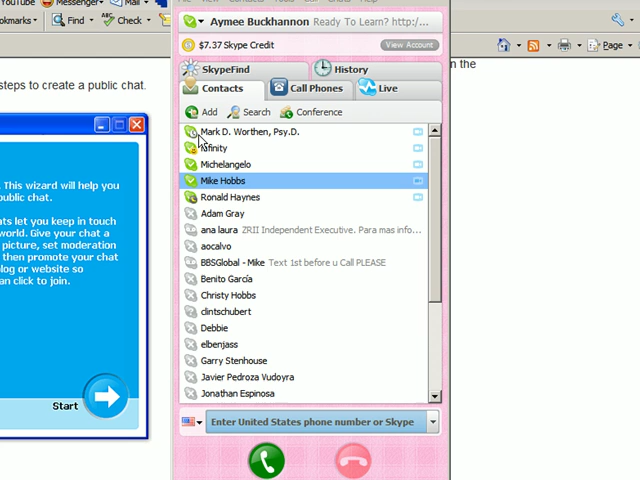 YouTube Messenger Mail
ookmarks Find Check
Page
steps to create a public chat.
n the
This wizard will help you
public chat.
ats let you keep in touch
world. Give your chat a
picture, set moderation
then promote your chat
log or website so
an click to join.
Start
Aymee Buckhannon Ready To Learn? http:/...
$7.37 Skype Credit View Account
SkypeFind History
Contacts Call Phones Live
Add Search Conference
Mark D. Worthen, Psy.D.
Infinity
Michelangelo
Mike Hobbs
Ronald Haynes
Adam Gray
ana laura ZRII Independent Executive. Para mas info...
aocalvo
BBSGlobal - Mike Text 1st before u Call PLEASE
Benito García
Christy Hobbs
clintschubert
Debbie
elbenjass
Garry Stenhouse
Javier Pedroza Vudoyra
Jonathan Espinosa
Enter United States phone number or Skype